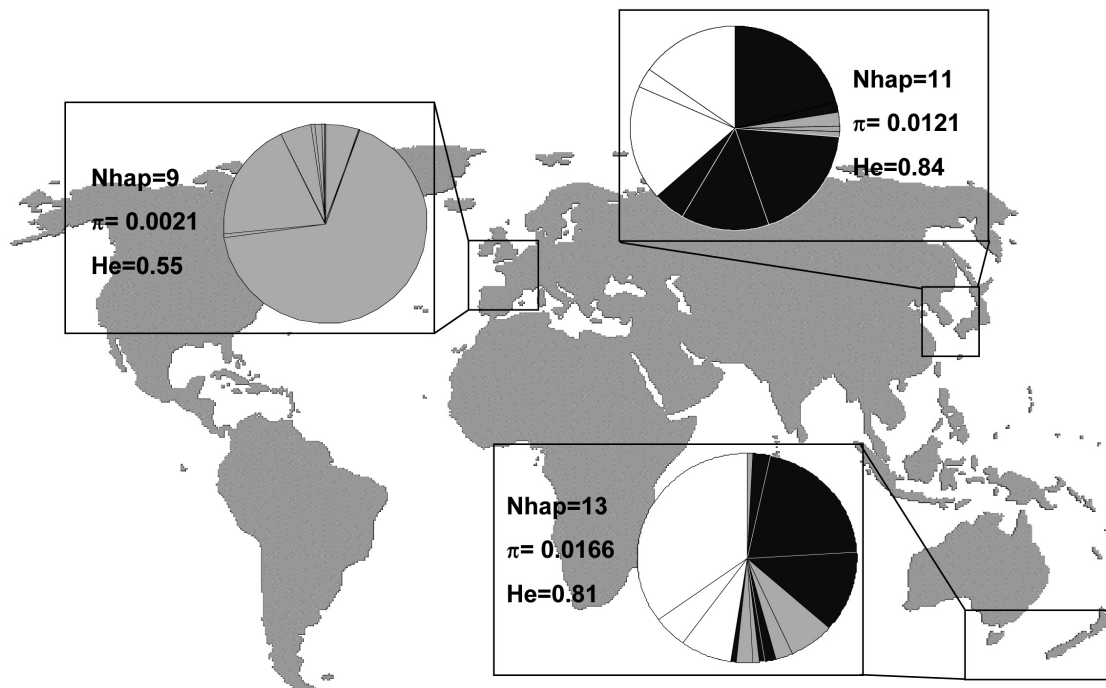 Nhap=9
π= 0.0021
He=0.55
Nhap=11
π= 0.0121
He=0.84
Nhap=13
π= 0.0166
He=0.81